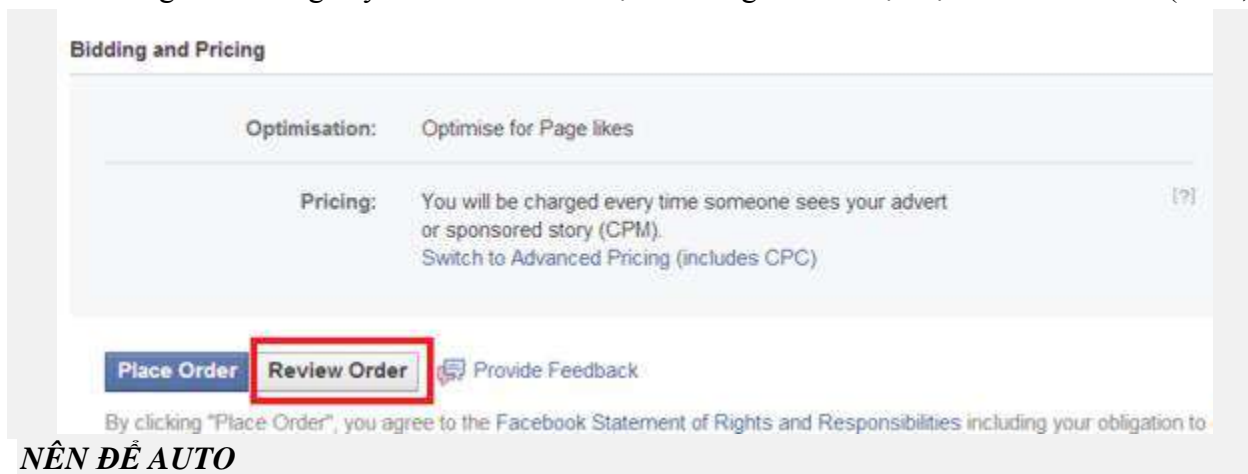 Bidding and Pricing
Optimisation: Optimise for Page likes
Pricing: You will be charged every time someone sees your advert [?]
or sponsored story (CPM).
Switch to Advanced Pricing (includes CPC)
Place Order Review Order Provide Feedback
By clicking "Place Order", you agree to the Facebook Statement of Rights and Responsibilities including your obligation to
NÊN ĐỂ AUTO